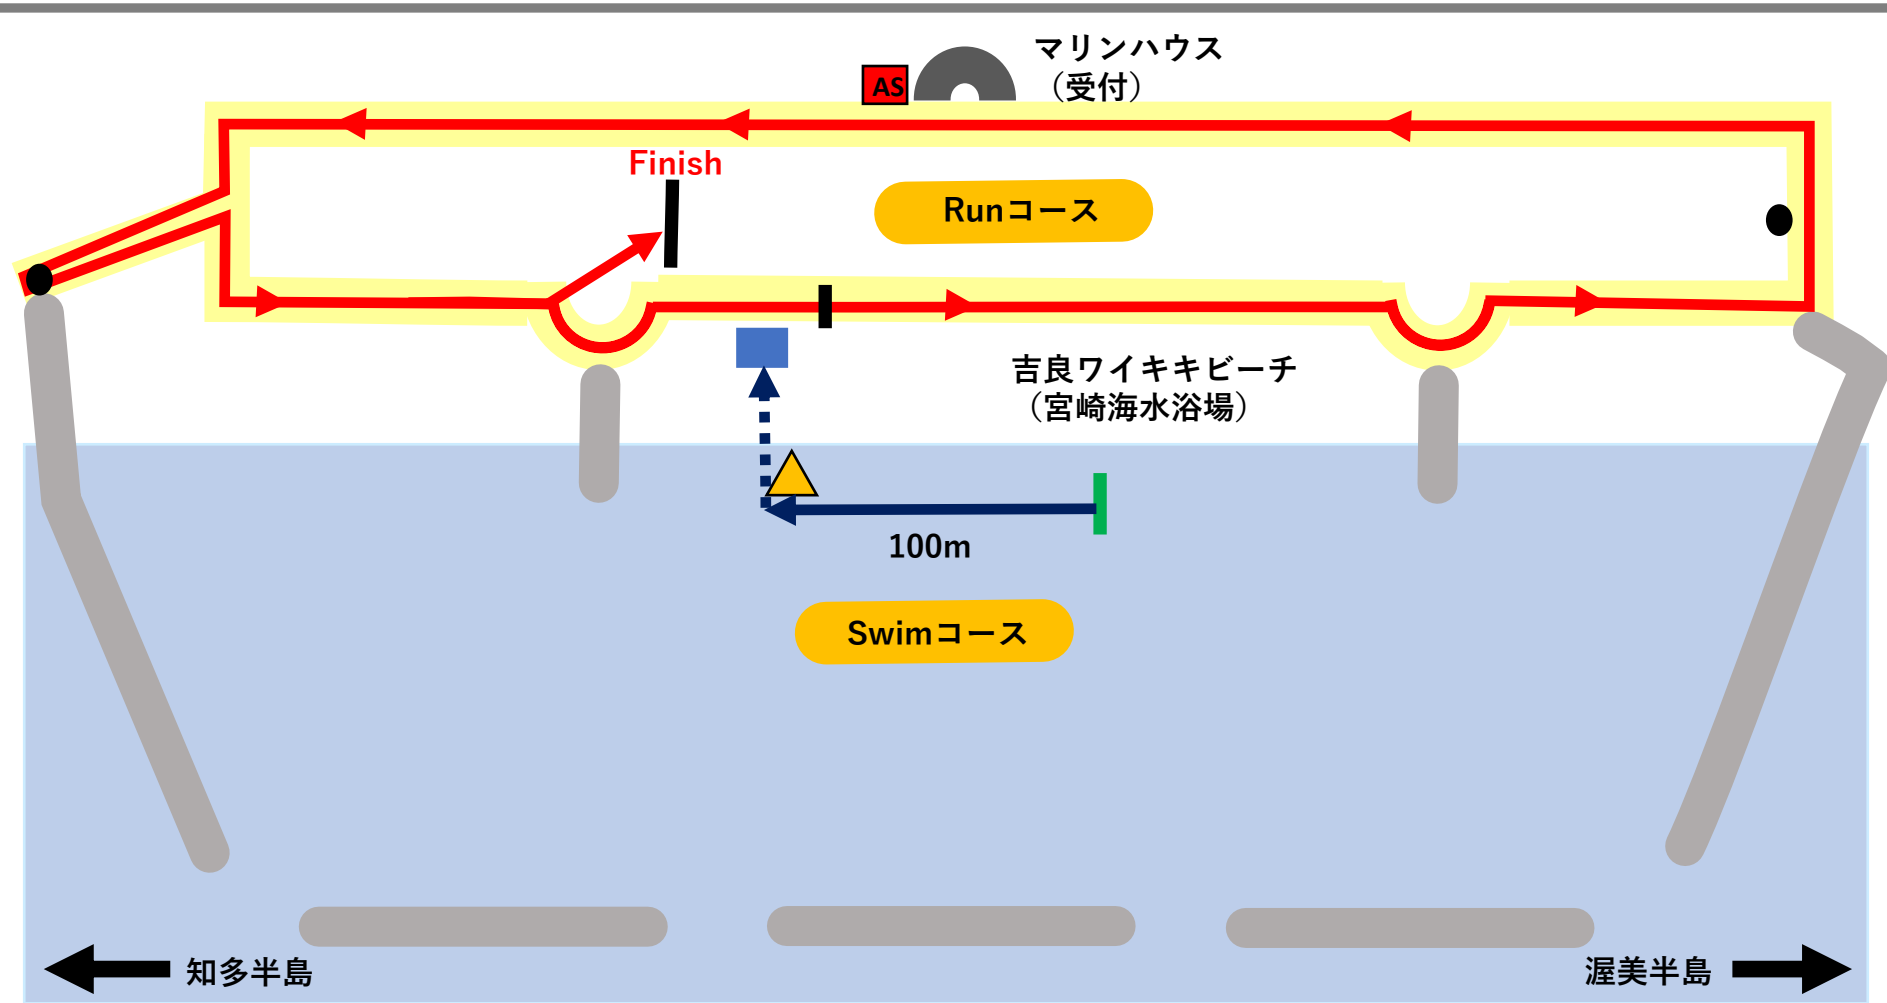 マリンハウス
AS
（受付）
Finish
Runコース
吉良ワイキキビーチ
（宮崎海水浴場）
100m
Swimコース
知多半島
渥美半島